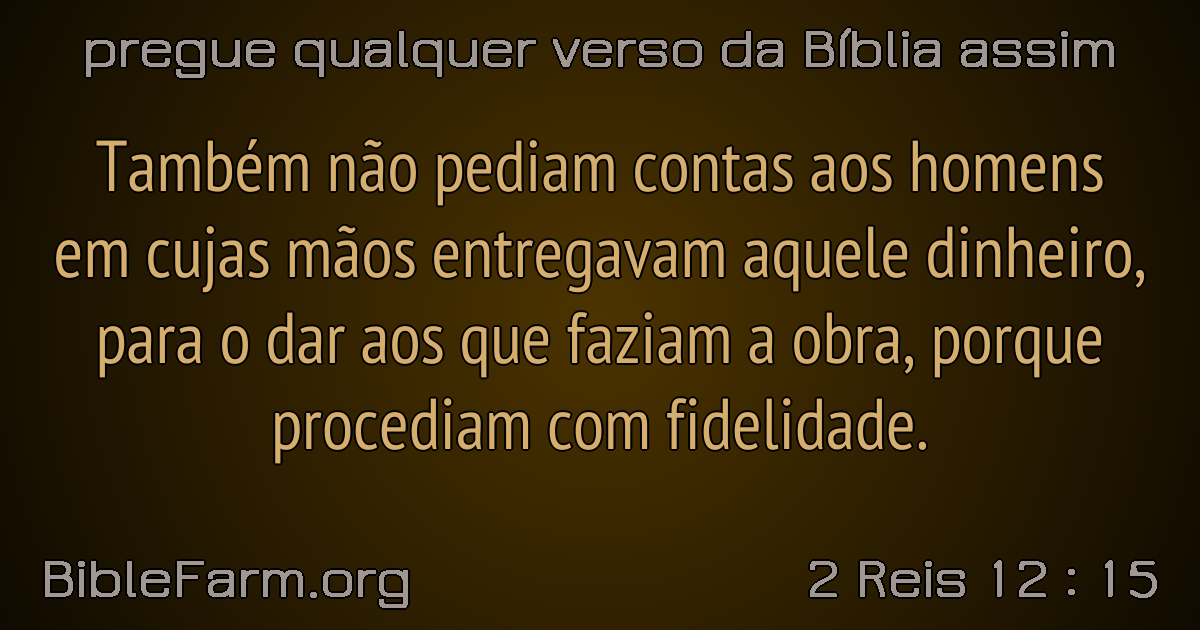 pregue qualquer verso da Bíblia assim
Também não pediam contas aos homens
em cujas mãos entregavam aquele dinheiro,
para o dar aos que faziam a obra, porque
procediam com fidelidade.
BibleFarm.org
2 Reis 12 : 15